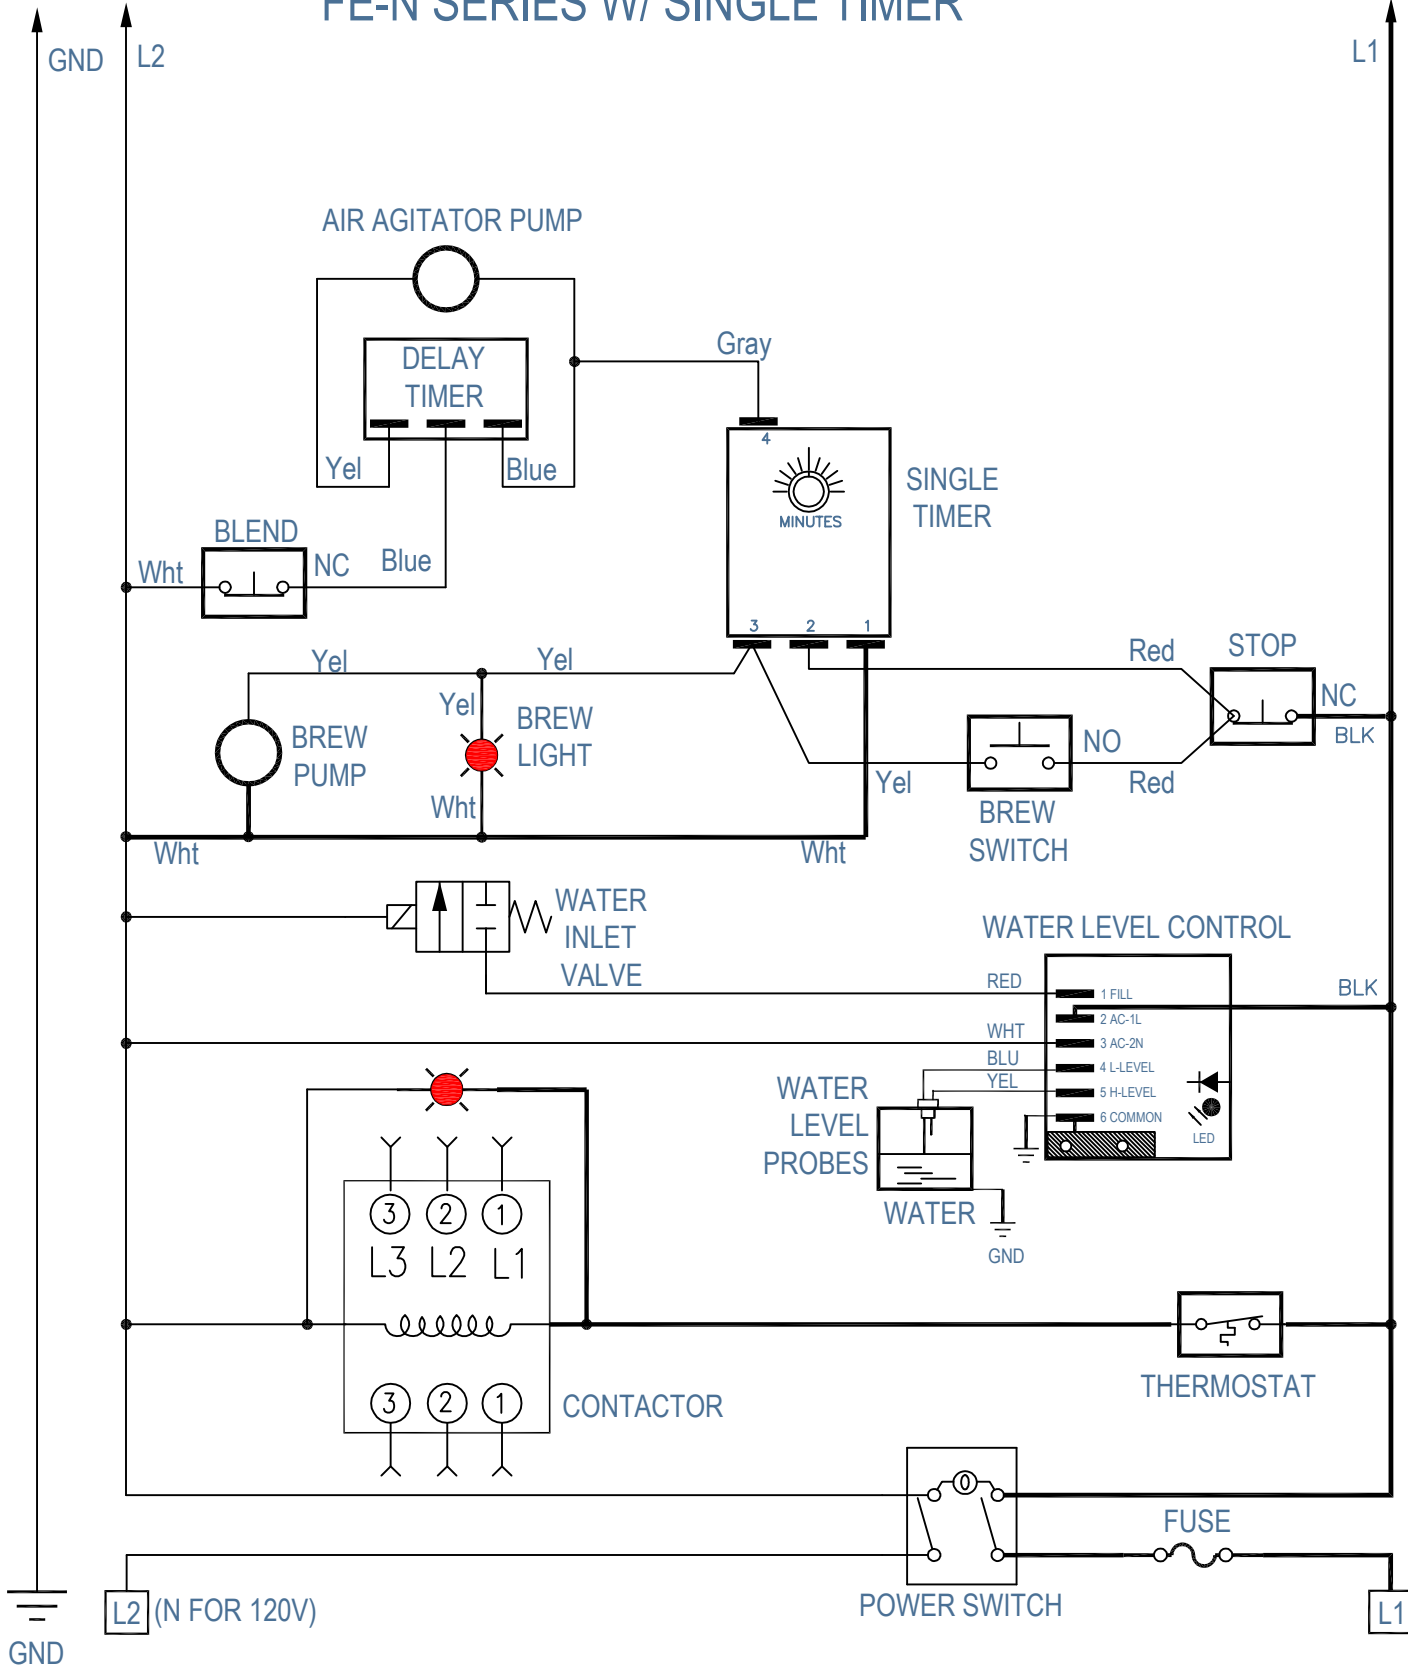 FE-N SERIES W/ SINGLE TIMER
GND
L2
L1
AIR AGITATOR PUMP
DELAY
TIMER
Gray
Yel
Blue
4
MINUTES
SINGLE
TIMER
BLEND
Wht
NC
Blue
3 2 1
Yel
Yel
Red
STOP
NC
BLK
Yel
BREW
LIGHT
BREW
PUMP
NO
Yel
Red
Wht
BREW
SWITCH
Wht
Wht
WATER
INLET
VALVE
WATER LEVEL CONTROL
RED
1 FILL
BLK
2 AC-1L
WHT
3 AC-2N
BLU
4 L-LEVEL
YEL
5 H-LEVEL
6 COMMON
LED
WATER
LEVEL
PROBES
WATER
GND
3 2 1
L3 L2 L1
THERMOSTAT
3 2 1
CONTACTOR
FUSE
POWER SWITCH
L2 (N FOR 120V)
L1
GND